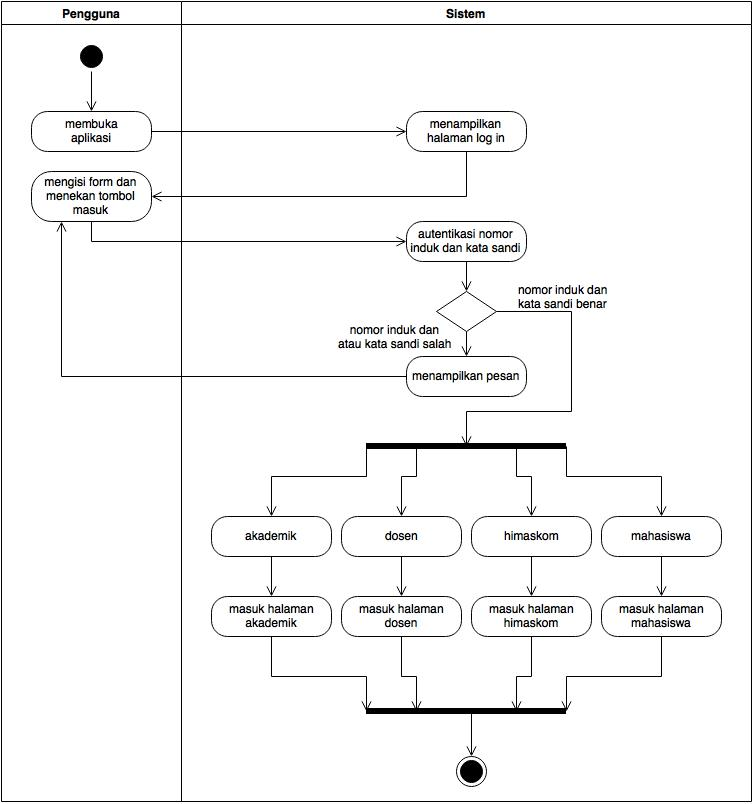 Pengguna
Sistem
membuka
aplikasi
menampilkan
halaman log in
mengisi form dan
menekan tombol
masuk
autentikasi nomor
induk dan kata sandi
nomor induk dan
kata sandi benar
nomor induk dan
atau kata sandi salah
menampilkan pesan
akademik
dosen
himaskom
mahasiswa
masuk halaman
akademik
masuk halaman
dosen
masuk halaman
himaskom
masuk halaman
mahasiswa